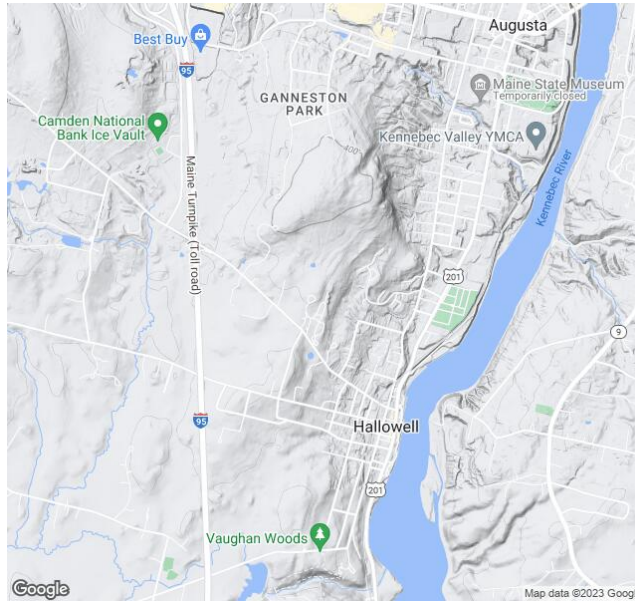 Augusta
Best Buy
95
Maine State Museum
Temporarily closed
GANNESTON
PARK
Camden National
Bank Ice Vault
Kennebec Valley YMCA
400
Kennebec River
Maine Turnpike (Toll road)
201
9
95
Hallowell
201
Vaughan Woods
Google
Map data ©2023 Goog